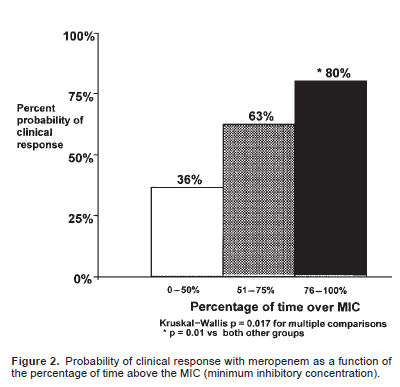 100%
Percent
probability of
clinical
response
75%
50%
25%
0%
36%
63%
* 80%
0–50%
51–75%
76–100%
Percentage of time over MIC
Kruskal–Wallis p = 0.017 for multiple comparisons
* p = 0.01 vs both other groups
Figure 2. Probability of clinical response with meropenem as a function of
the percentage of time above the MIC (minimum inhibitory concentration).